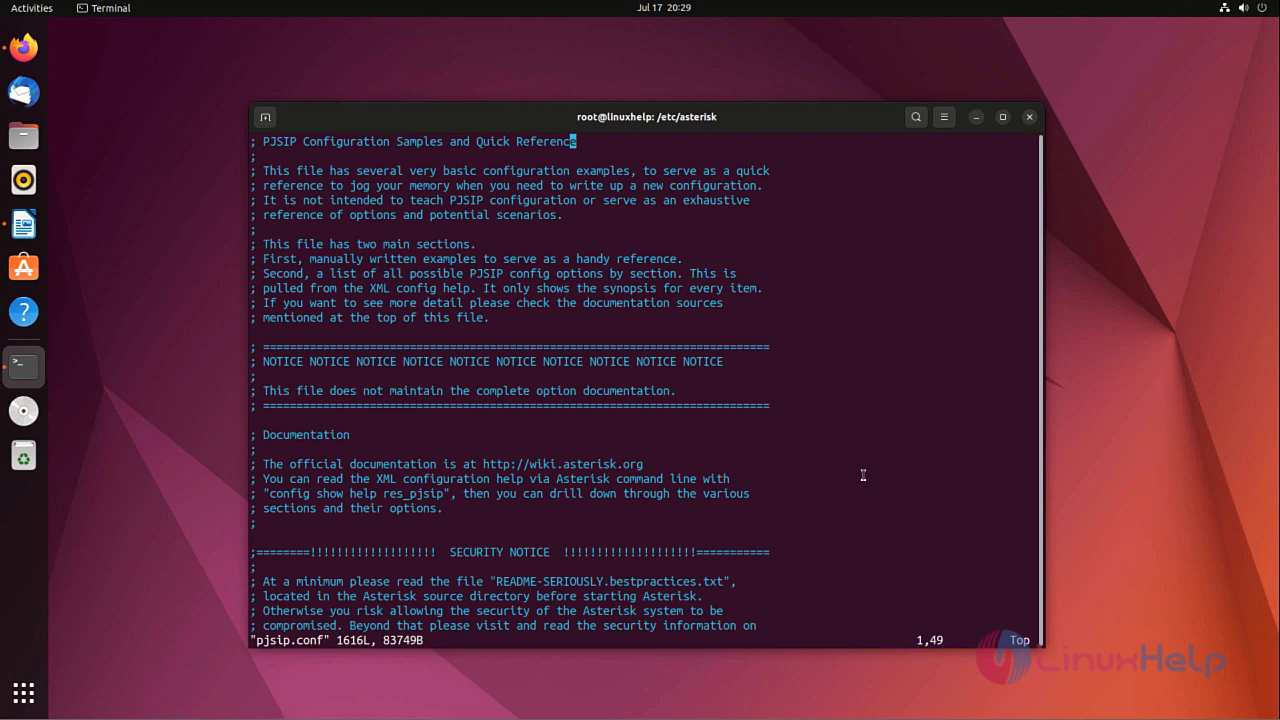 Activities
Terminal
Jul 17 20:29
root@linuxhelp: /etc/asterisk
; PJSIP Configuration Samples and Quick Reference
;
; This file has several very basic configuration examples, to serve as a quick
; reference to jog your memory when you need to write up a new configuration.
; It is not intended to teach PJSIP configuration or serve as an exhaustive
; reference of options and potential scenarios.
;
; This file has two main sections.
; First, manually written examples to serve as a handy reference.
; Second, a list of all possible PJSIP config options by section. This is
; pulled from the XML config help. It only shows the synopsis for every item.
; If you want to see more detail please check the documentation sources
; mentioned at the top of this file.
; ============================================================================
; NOTICE NOTICE NOTICE NOTICE NOTICE NOTICE NOTICE NOTICE NOTICE NOTICE
;
; This file does not maintain the complete option documentation.
; ============================================================================
; Documentation
;
; The official documentation is at http://wiki.asterisk.org
; You can read the XML configuration help via Asterisk command line with
; "config show help res_pjsip", then you can drill down through the various
; sections and their options.
;
;========!!!!!!!!!!!!!!!!!!!  SECURITY NOTICE  !!!!!!!!!!!!!!!!!!!!===========
;
; At a minimum please read the file "README-SERIOUSLY.bestpractices.txt",
; located in the Asterisk source directory before starting Asterisk.
; Otherwise you risk allowing the security of the Asterisk system to be
; compromised. Beyond that please visit and read the security information on
"pjsip.conf" 1616L, 83749B 1,49 Top
LinuxHelp